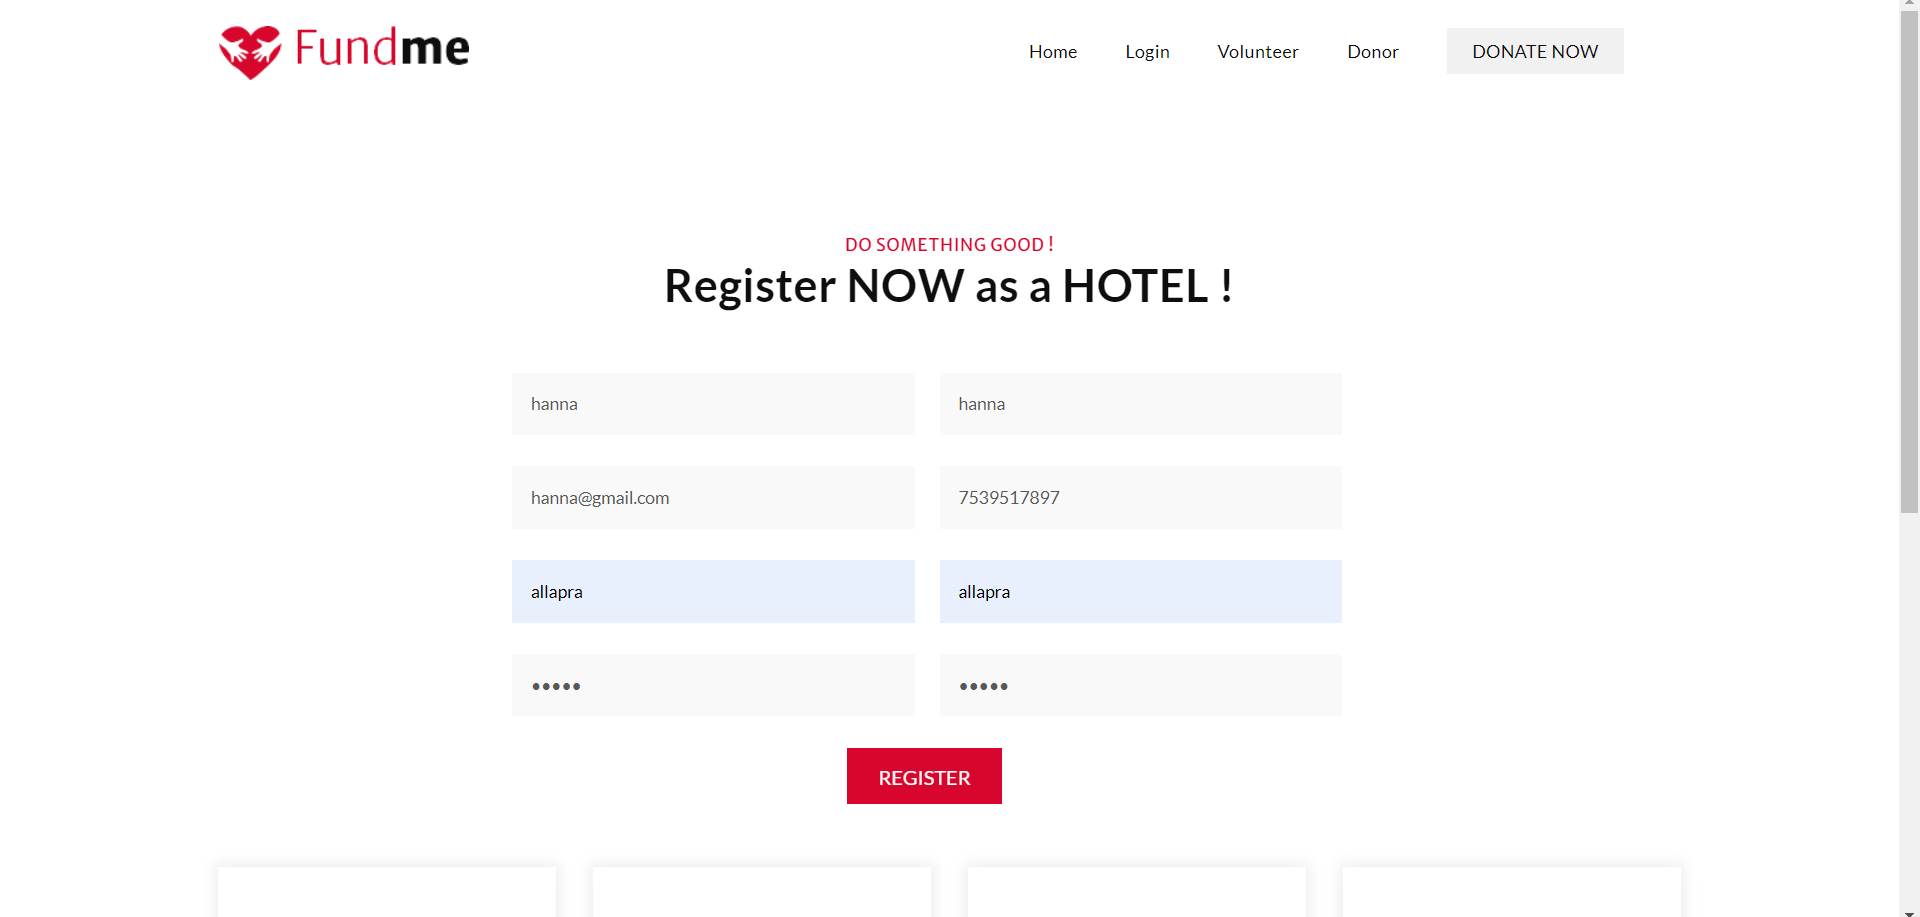 Fundme
Home Login Volunteer Donor DONATE NOW
DO SOMETHING GOOD !
Register NOW as a HOTEL !
hanna hanna
hanna@gmail.com 7539517897
allapra allapra
••••• •••••
REGISTER